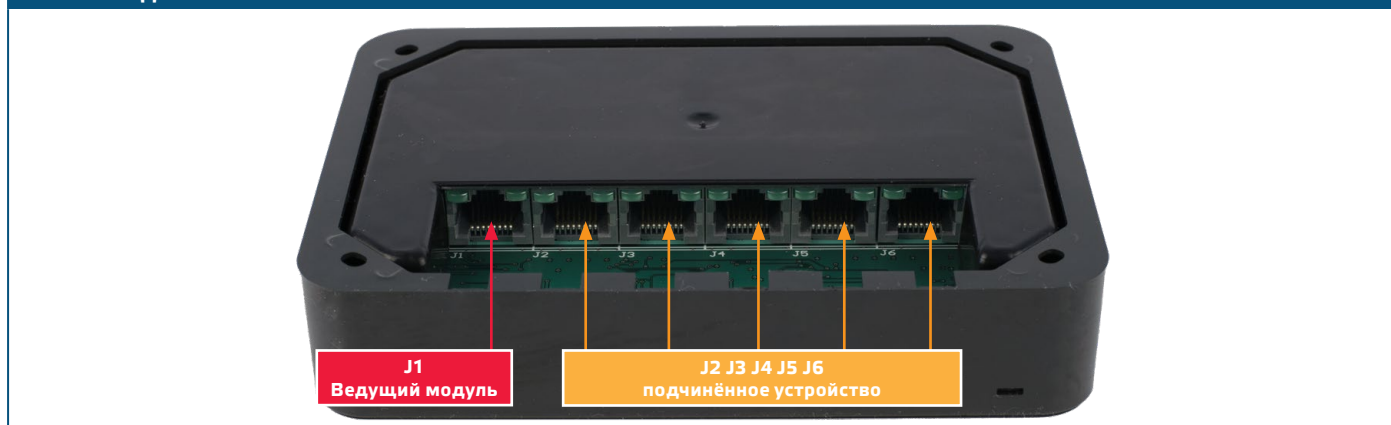 J1 J2 J3 J4 J5 J6
J1
Ведущий модуль
J2 J3 J4 J5 J6
подчинённое устройство